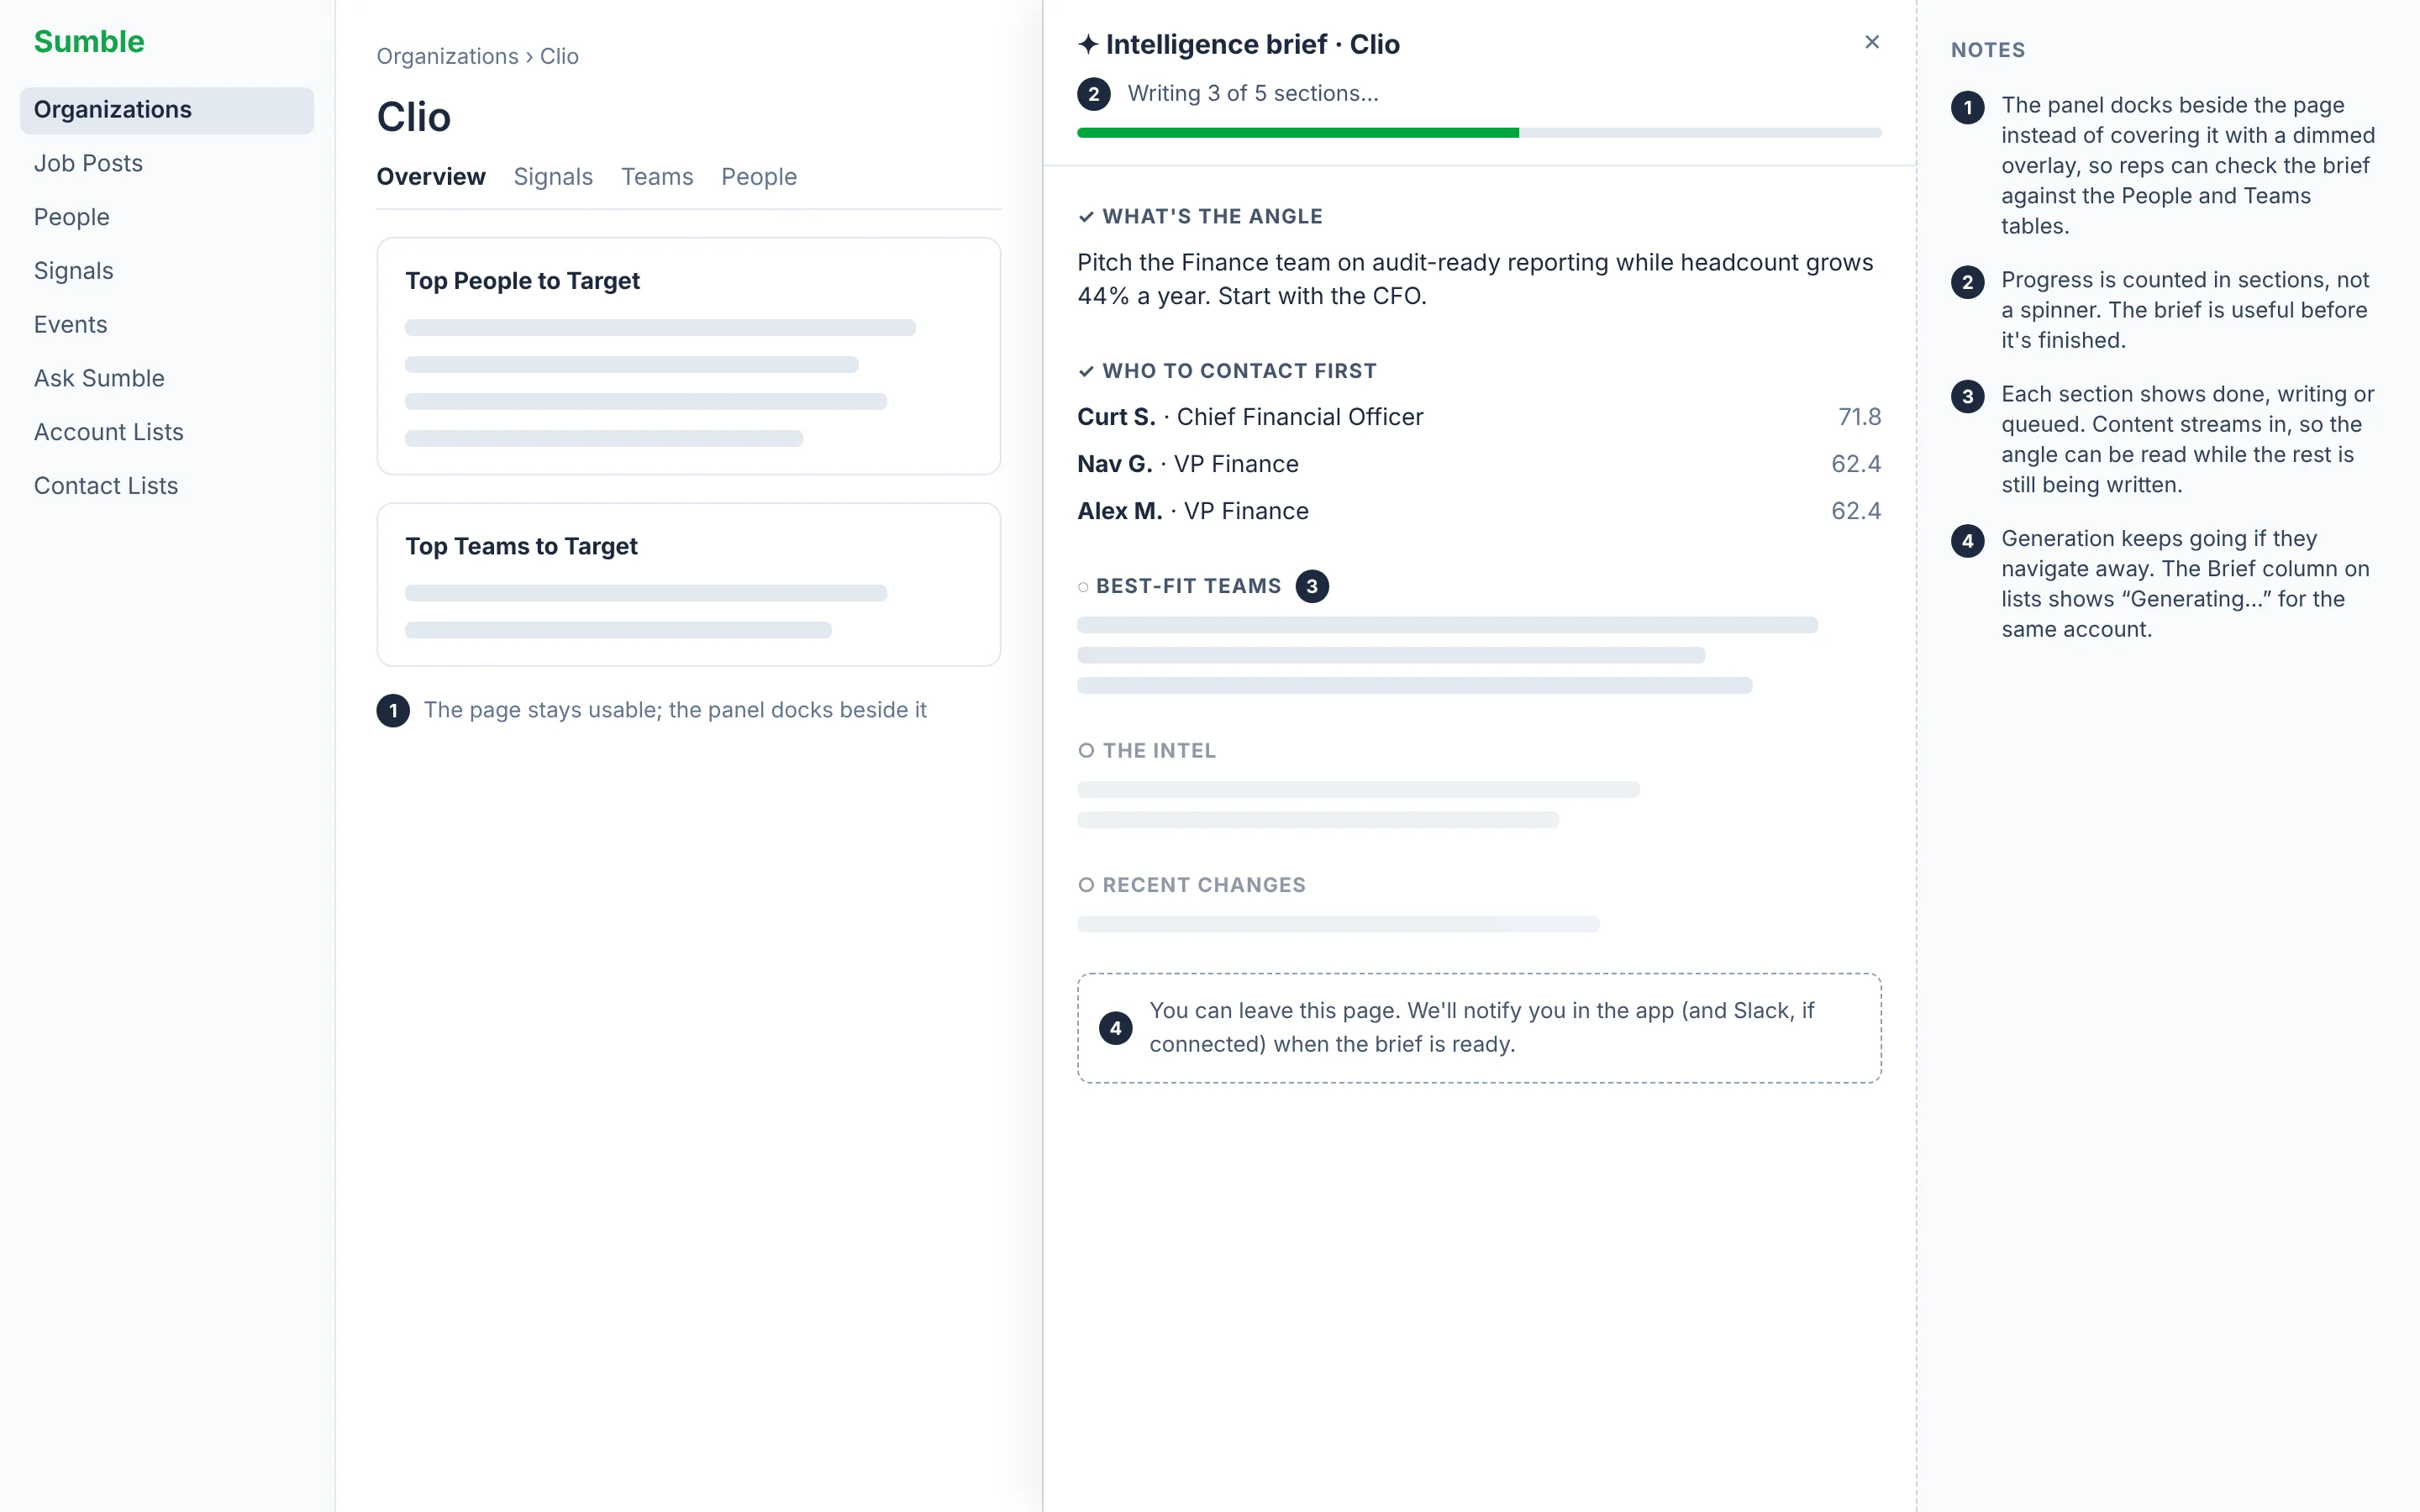 Sumble
Organizations
Job Posts
People
Signals
Events
Ask Sumble
Account Lists
Contact Lists
Organizations › Clio
Clio
Overview Signals Teams People
Top People to Target
Top Teams to Target
1 The page stays usable; the panel docks beside it
✦ Intelligence brief · Clio ×
2 Writing 3 of 5 sections...
✓ WHAT'S THE ANGLE
Pitch the Finance team on audit-ready reporting while headcount grows
44% a year. Start with the CFO.
✓ WHO TO CONTACT FIRST
Curt S. · Chief Financial Officer 71.8
Nav G. · VP Finance 62.4
Alex M. · VP Finance 62.4
○ BEST-FIT TEAMS 3
○ THE INTEL
○ RECENT CHANGES
4 You can leave this page. We'll notify you in the app (and Slack, if
connected) when the brief is ready.
NOTES
1 The panel docks beside the page
instead of covering it with a dimmed
overlay, so reps can check the brief
against the People and Teams
tables.
2 Progress is counted in sections, not
a spinner. The brief is useful before
it's finished.
3 Each section shows done, writing or
queued. Content streams in, so the
angle can be read while the rest is
still being written.
4 Generation keeps going if they
navigate away. The Brief column on
lists shows “Generating...” for the
same account.